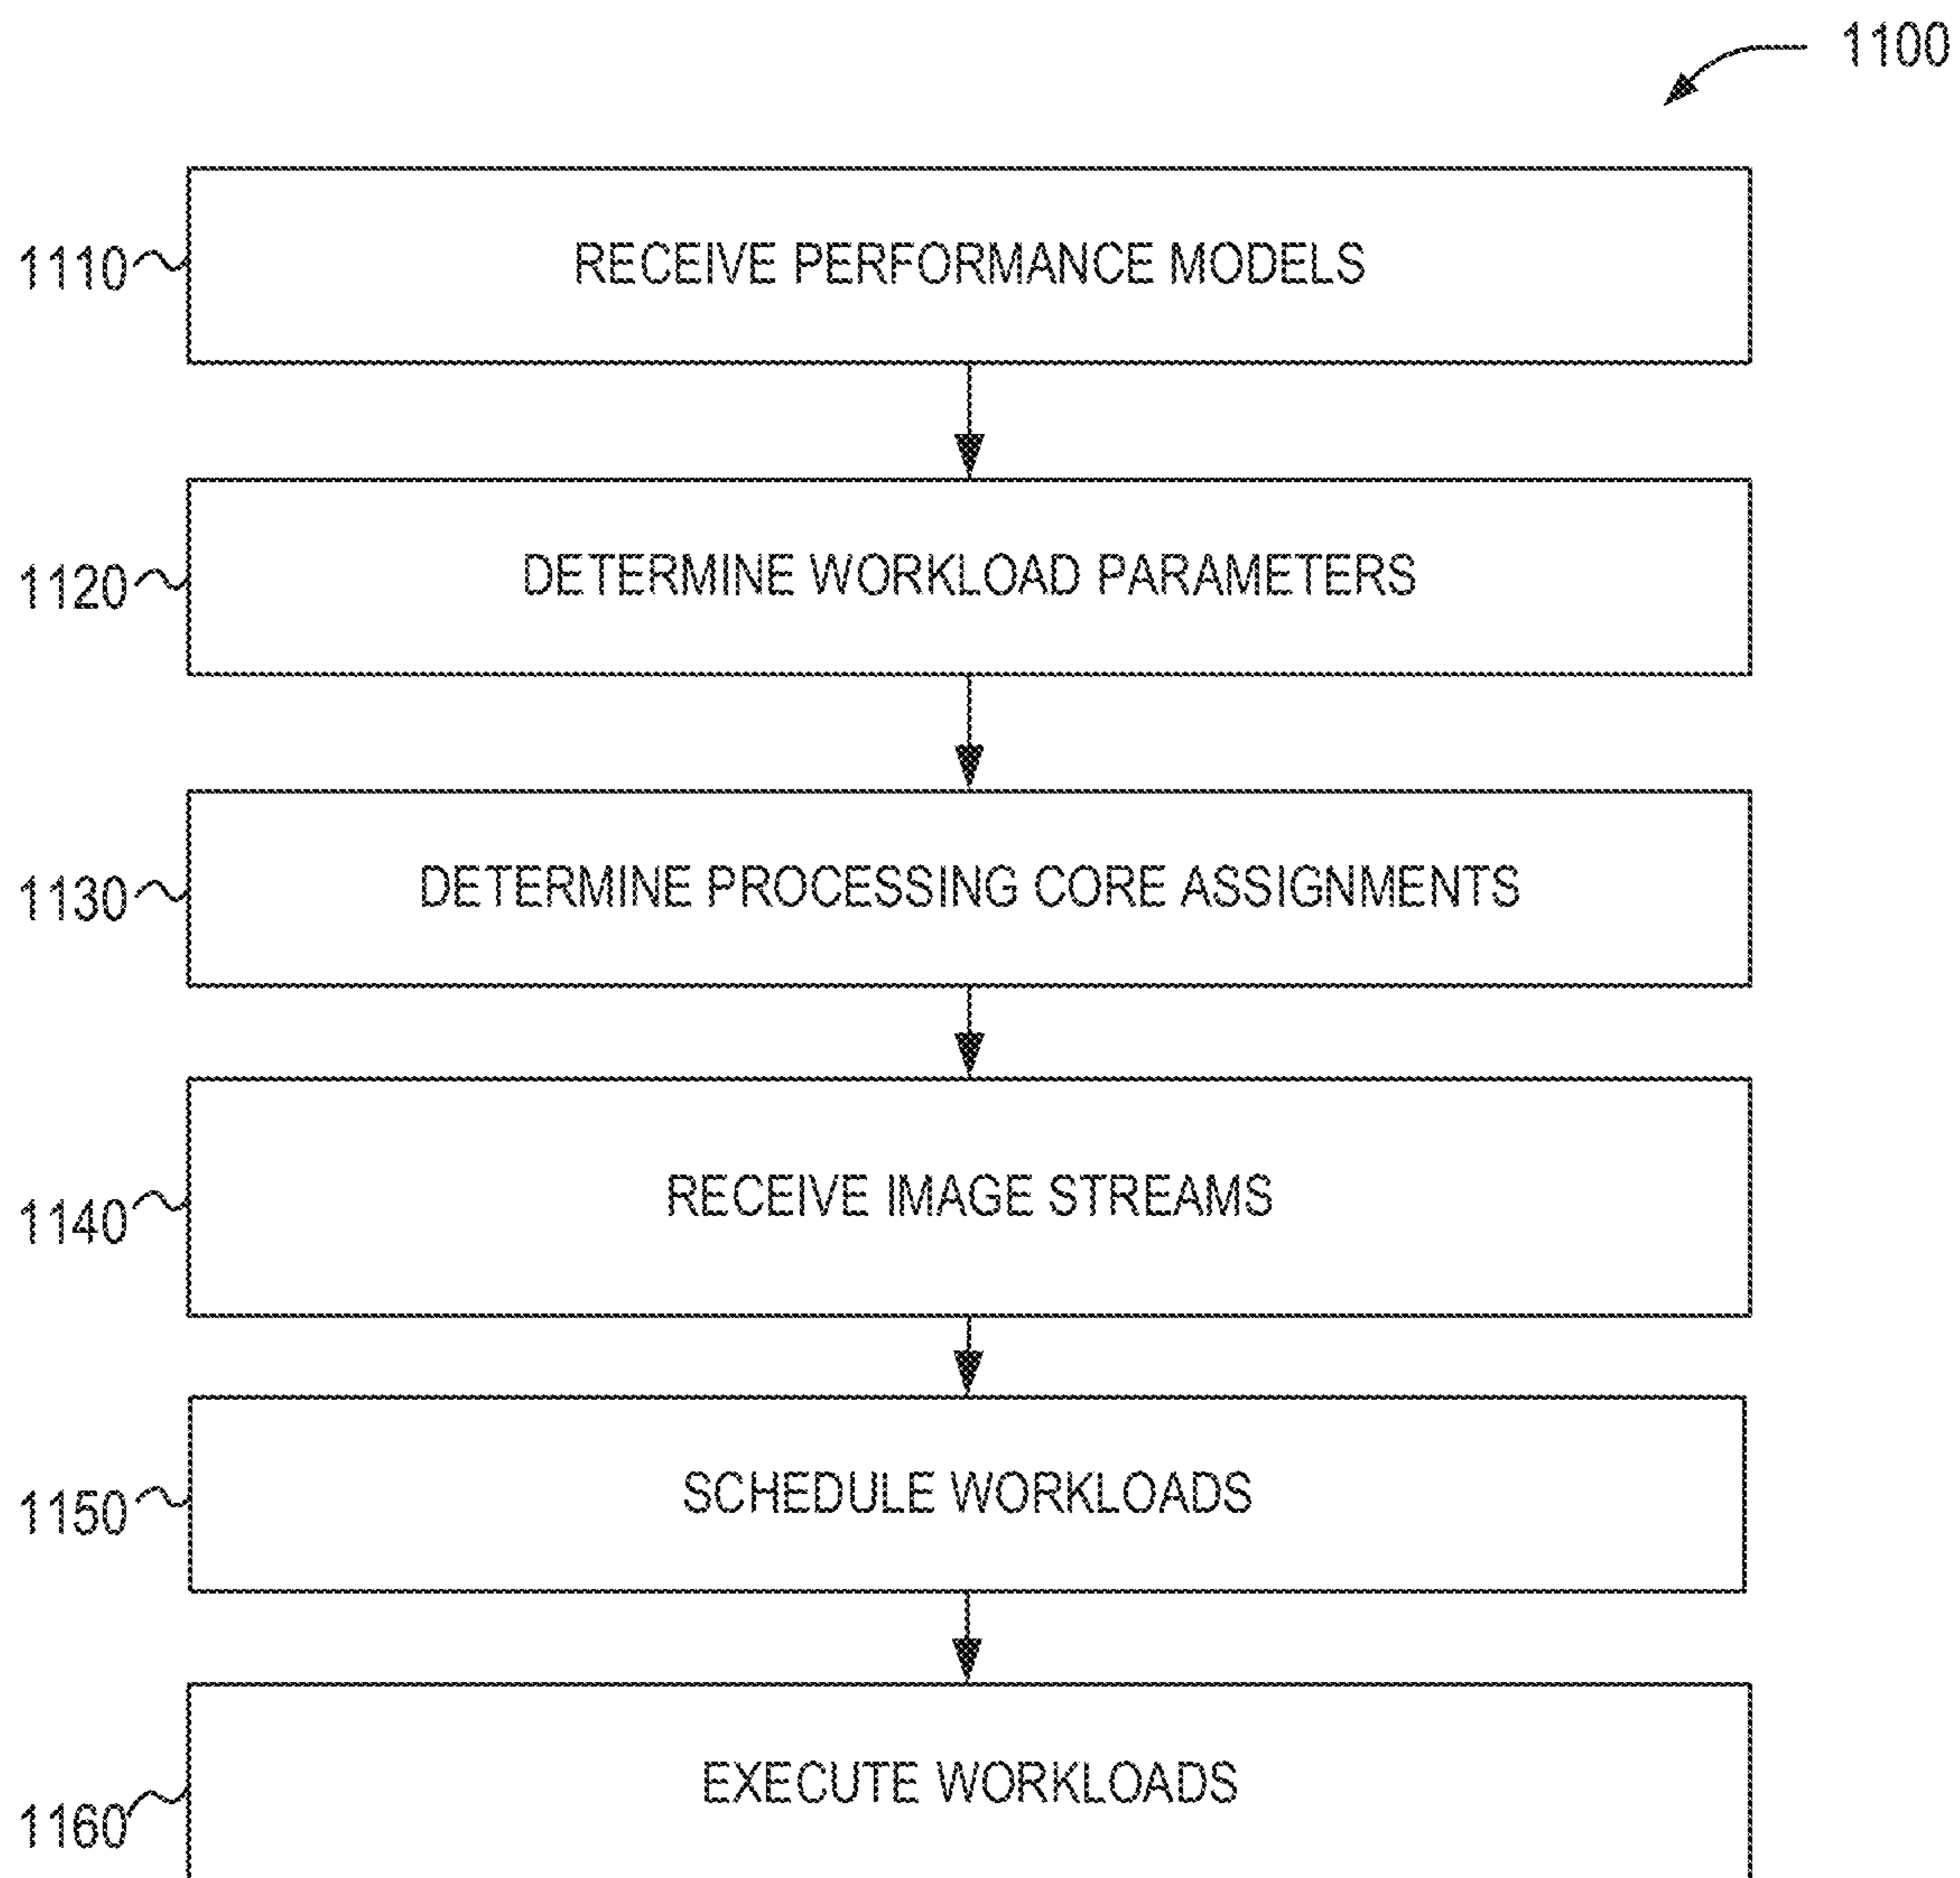 1100
1110 RECEIVE PERFORMANCE MODELS
1120 DETERMINE WORKLOAD PARAMETERS
1130 DETERMINE PROCESSING CORE ASSIGNMENTS
1140 RECEIVE IMAGE STREAMS
1150 SCHEDULE WORKLOADS
1160 EXECUTE WORKLOADS